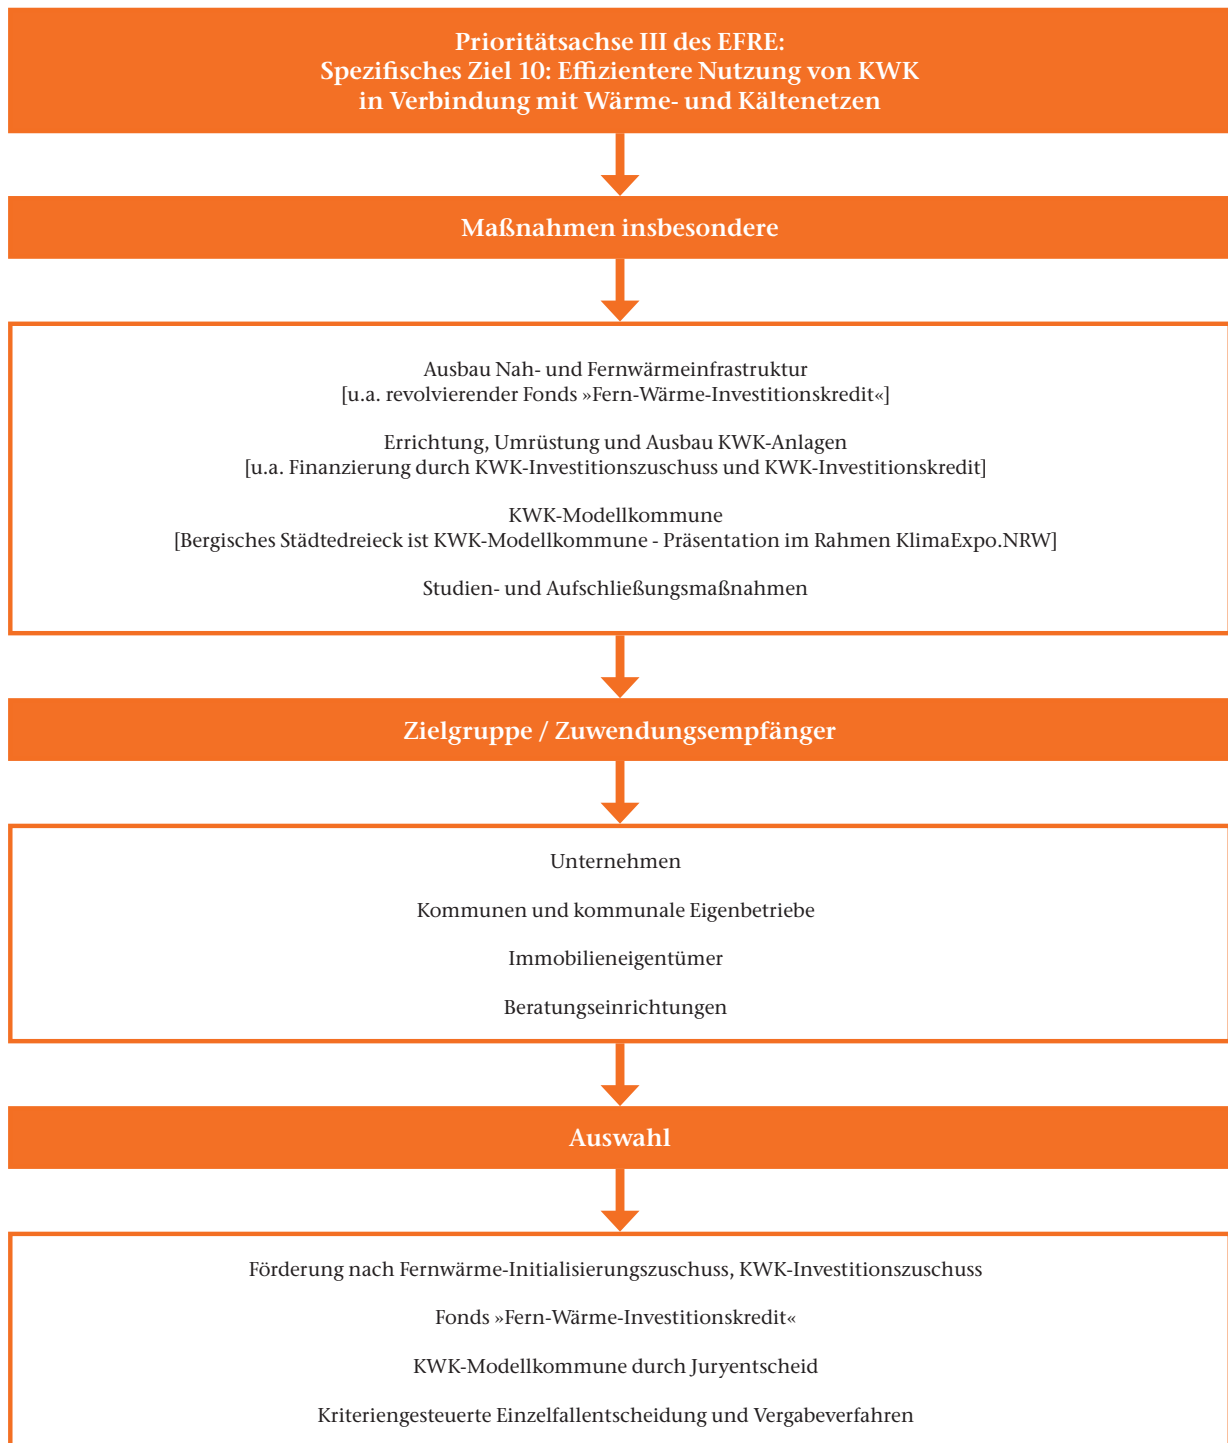 Prioritätsachse III des EFRE:
Spezifisches Ziel 10: Effizientere Nutzung von KWK
in Verbindung mit Wärme- und Kältenetzen
Maßnahmen insbesondere
Ausbau Nah- und Fernwärmeinfrastruktur
[u.a. revolvierender Fonds »Fern-Wärme-Investitionskredit«]
Errichtung, Umrüstung und Ausbau KWK-Anlagen
[u.a. Finanzierung durch KWK-Investitionszuschuss und KWK-Investitionskredit]
KWK-Modellkommune
[Bergisches Städtedreieck ist KWK-Modellkommune - Präsentation im Rahmen KlimaExpo.NRW]
Studien- und Aufschließungsmaßnahmen
Zielgruppe / Zuwendungsempfänger
Unternehmen
Kommunen und kommunale Eigenbetriebe
Immobilieneigentümer
Beratungseinrichtungen
Auswahl
Förderung nach Fernwärme-Initialisierungszuschuss, KWK-Investitionszuschuss
Fonds »Fern-Wärme-Investitionskredit«
KWK-Modellkommune durch Juryentscheid
Kriteriengesteuerte Einzelfallentscheidung und Vergabeverfahren